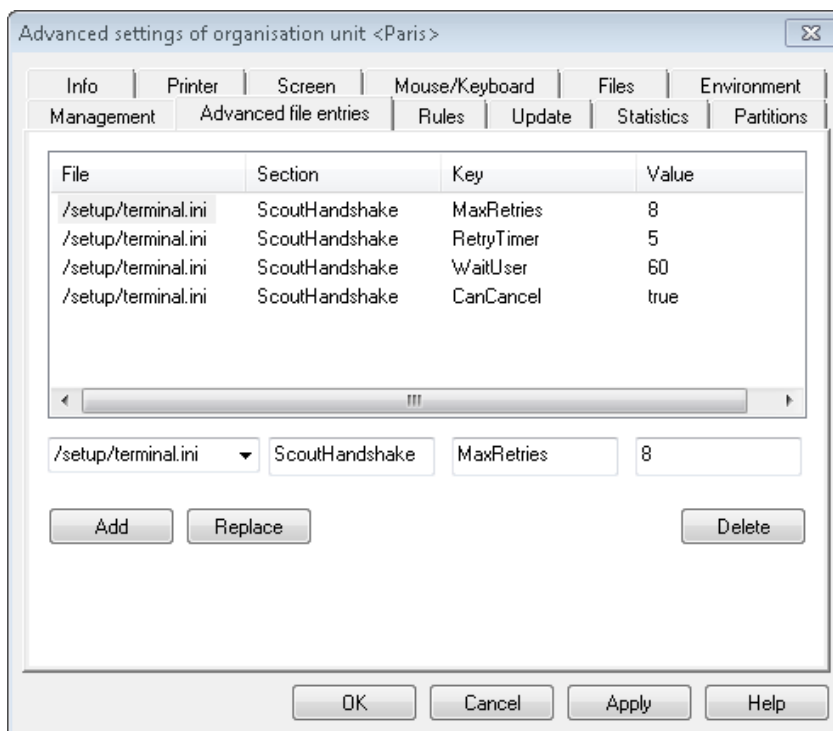 Advanced settings of organisation unit <Paris>
Info Printer Screen Mouse/Keyboard Files Environment
Management Advanced file entries Rules Update Statistics Partitions
File Section Key Value
/setup/terminal.ini ScoutHandshake MaxRetries 8
/setup/terminal.ini ScoutHandshake RetryTimer 5
/setup/terminal.ini ScoutHandshake WaitUser 60
/setup/terminal.ini ScoutHandshake CanCancel true
/setup/terminal.ini ScoutHandshake MaxRetries 8
Add Replace Delete
OK Cancel Apply Help